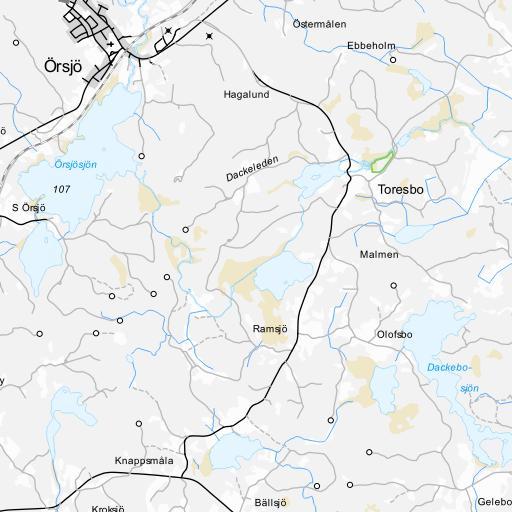 Östermålen
Ebbeholm
Örsjö
Hagalund
Örsjösjön
Dackeleden
107
Toresbo
S Örsjö
Malmen
Ramsjö
Olofsbo
Dackebo-
sjön
Knappsmåla
Bällsjö
Gelebo
Kroksjö